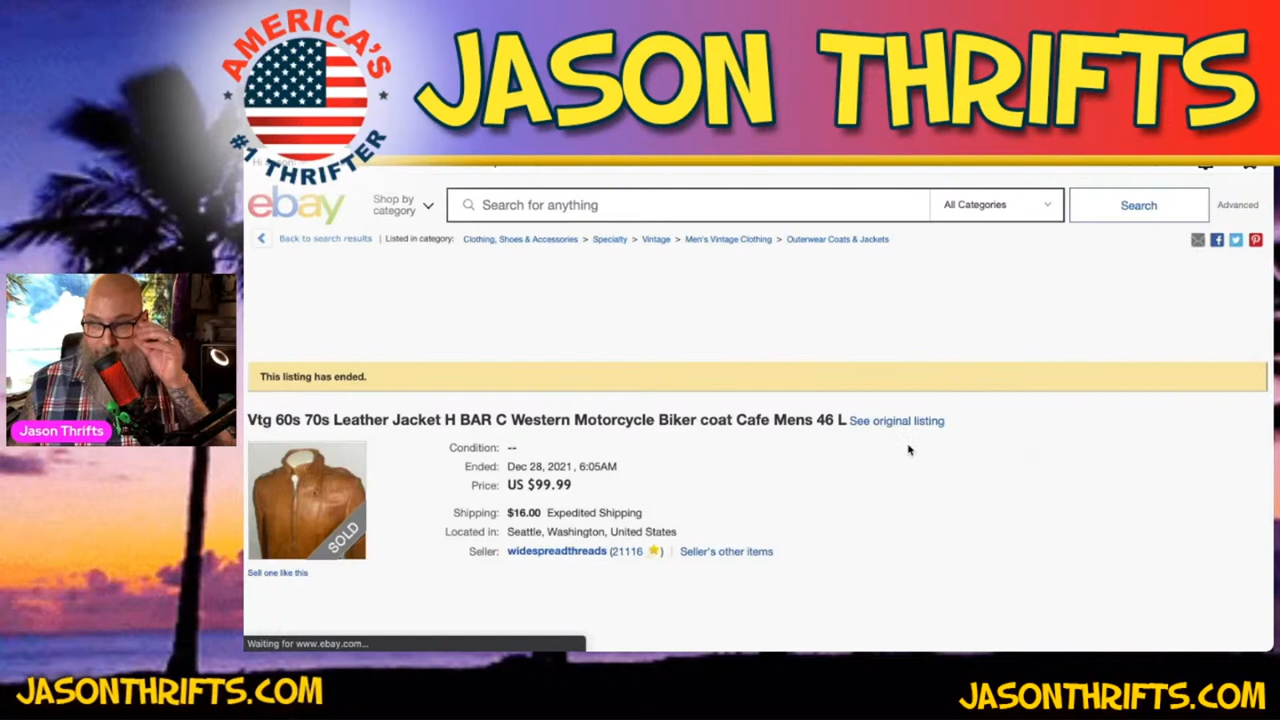 AMERICA'S
#1 THRIFTER
JASON THRIFTS
ebay
Shop by
category
Search for anything
All Categories
Search
Advanced
Back to search results | Listed in category: Clothing, Shoes & Accessories > Specialty > Vintage > Men's Vintage Clothing > Outerwear Coats & Jackets
This listing has ended.
Vtg 60s 70s Leather Jacket H BAR C Western Motorcycle Biker coat Cafe Mens 46 L See original listing
Condition: --
Ended: Dec 28, 2021 , 6:05AM
Price: US $99.99
Shipping: $16.00 Expedited Shipping
Located in: Seattle, Washington, United States
Seller: widespreadthreads (21116 ) | Seller's other items
SOLD
Sell one like this
Jason Thrifts
Waiting for www.ebay.com...
JASONTHRIFTS.COM
JASONTHRIFTS.COM